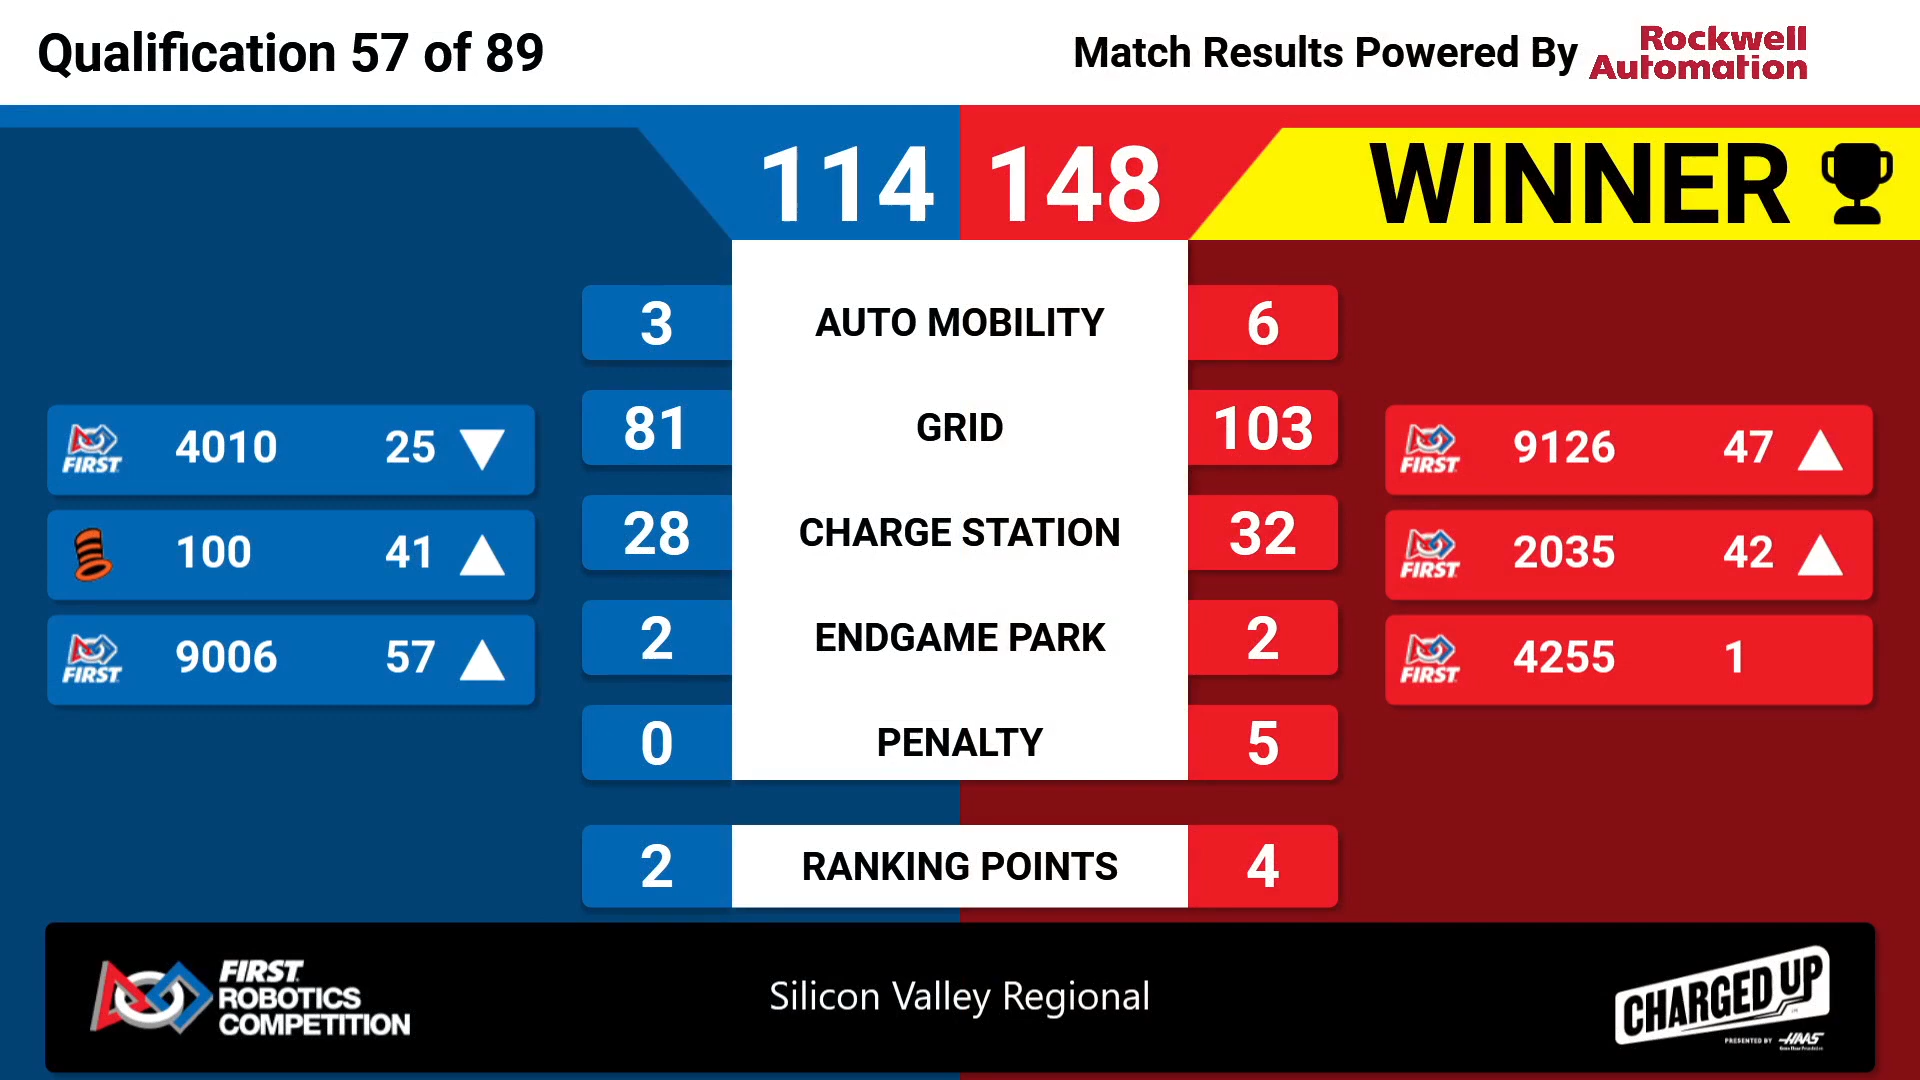 Qualification 57 of 89
Match Results Powered By
Rockwell
Automation
114 148
WINNER
3 AUTO MOBILITY 6
81 GRID 103
28 CHARGE STATION 32
2 ENDGAME PARK 2
0 PENALTY 5
2 RANKING POINTS 4
FIRST 4010 25
100 41
FIRST 9006 57
FIRST 9126 47
FIRST 2035 42
FIRST 4255 1
FIRST
ROBOTICS
COMPETITION
Silicon Valley Regional
CHARGED UP
PRESENTED BY HAAS